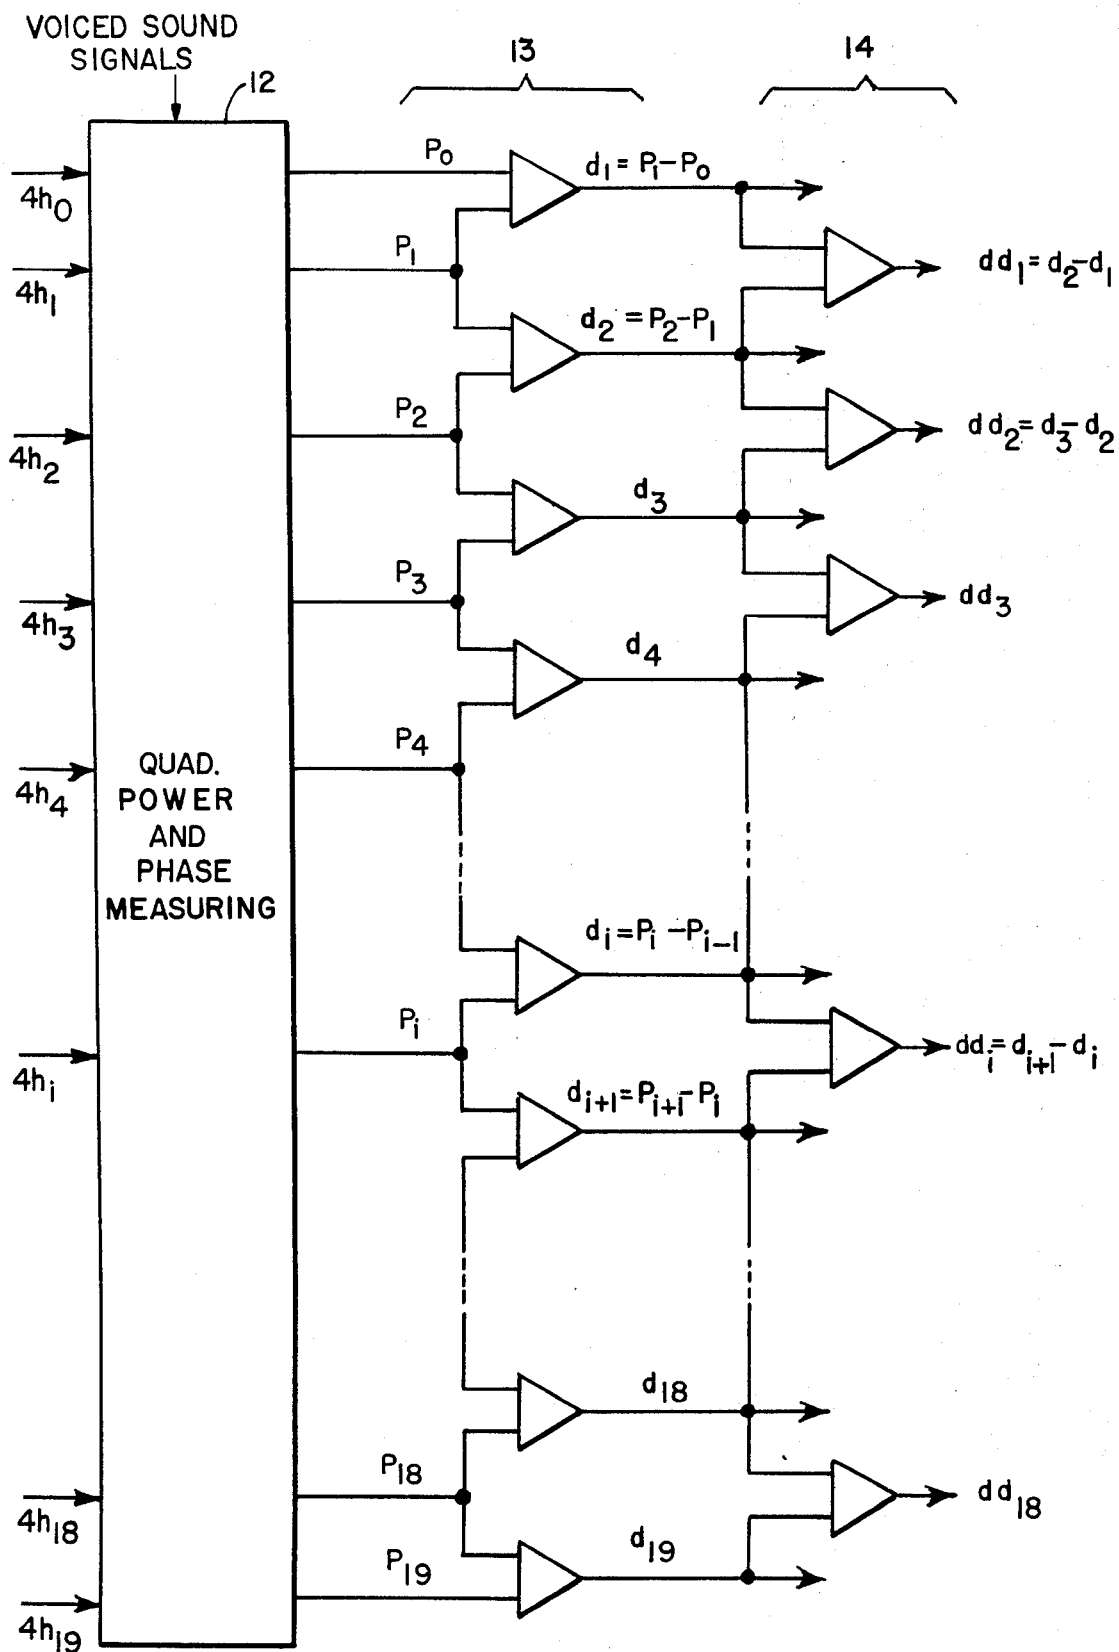 VOICED SOUND
SIGNALS
12
13
14
4h0
P0
d1 = Pi-P0
4h1
P1
dd1 = d2-d1
d2 = P2-P1
4h2
P2
dd2 = d3-d2
d3
4h3
P3
dd3
d4
4h4
P4
QUAD.
POWER
AND
PHASE
MEASURING
di = Pi-Pi-1
4hi
Pi
ddi = di+1-di
di+1 = Pi+1-Pi
d18
4h18
P18
dd18
d19
4h19
P19